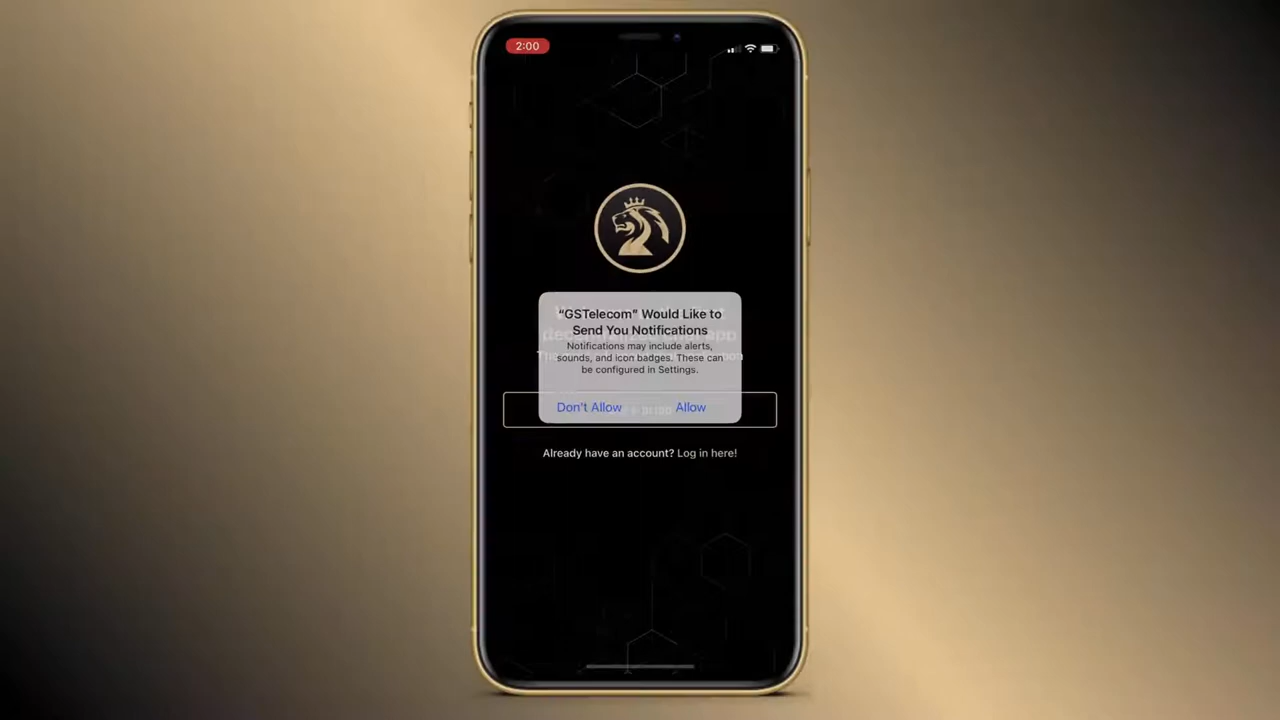 2:00
“GSTelecom” Would Like to
Send You Notifications
Notifications may include alerts,
sounds, and icon badges. These can
be configured in Settings.
Don't Allow
Allow
Already have an account? Log in here!